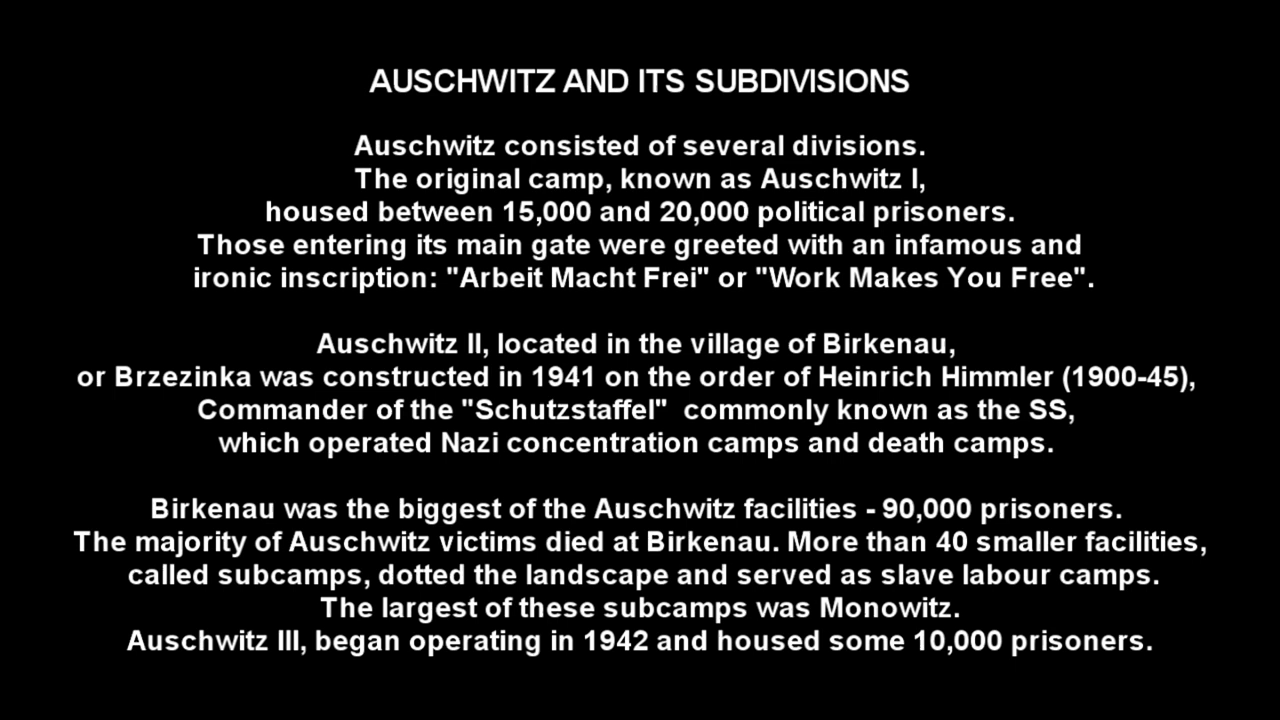 AUSCHWITZ AND ITS SUBDIVISIONS
Auschwitz consisted of several divisions.
The original camp, known as Auschwitz I,
housed between 15,000 and 20,000 political prisoners.
Those entering its main gate were greeted with an infamous and
ironic inscription: "Arbeit Macht Frei" or "Work Makes You Free".
Auschwitz II, located in the village of Birkenau,
or Brzezinka was constructed in 1941 on the order of Heinrich Himmler (1900-45),
Commander of the "Schutzstaffel"  commonly known as the SS,
which operated Nazi concentration camps and death camps.
Birkenau was the biggest of the Auschwitz facilities - 90,000 prisoners.
The majority of Auschwitz victims died at Birkenau. More than 40 smaller facilities,
called subcamps, dotted the landscape and served as slave labour camps.
The largest of these subcamps was Monowitz.
Auschwitz III, began operating in 1942 and housed some 10,000 prisoners.